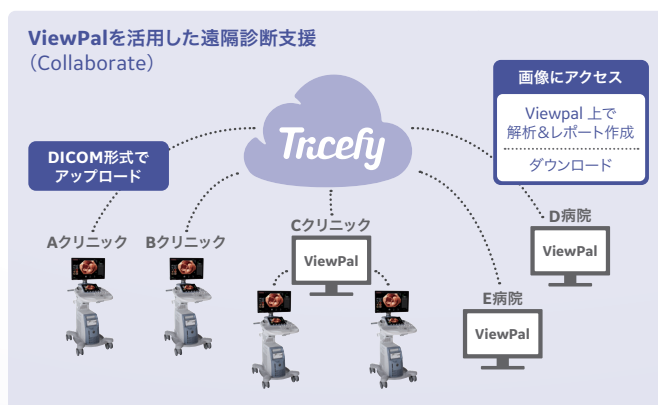 ViewPalを活用した遠隔診断支援
（Collaborate）
画像にアクセス
Viewpal 上で
解析＆レポート作成
ダウンロード
Tricefy
DICOM形式で
アップロード
Aクリニック
Bクリニック
Cクリニック
ViewPal
D病院
ViewPal
E病院
ViewPal